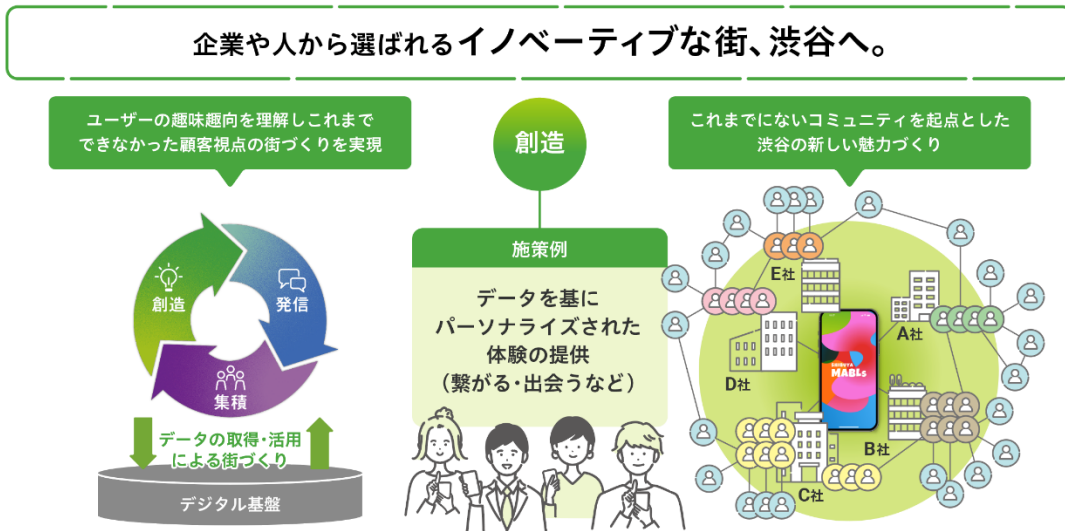 企業や人から選ばれるイノベーティブな街、渋谷へ。
ユーザーの趣味趣向を理解しこれまで
できなかった顧客視点の街づくりを実現
創造
発信
集積
データの取得・活用
による街づくり
デジタル基盤
創造
施策例
データを基に
パーソナライズされた
体験の提供
（繋がる・出会うなど）
これまでにないコミュニティを起点とした
渋谷の新しい魅力づくり
E社
A社
D社
SHIBUYA
MABLs
B社
C社